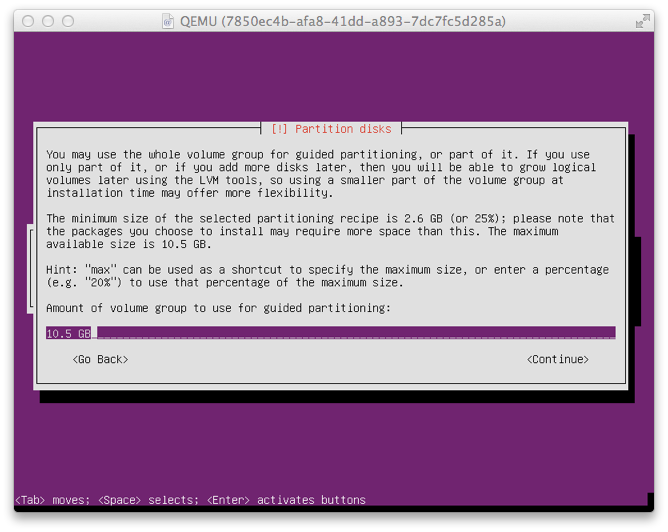 QEMU (7850ec4b-afa8-41dd-a893-7dc7fc5d285a)
[!] Partition disks
You may use the whole volume group for guided partitioning, or part of it. If you use
only part of it, or if you add more disks later, then you will be able to grow logical
volumes later using the LVM tools, so using a smaller part of the volume group at
installation time may offer more flexibility.
The minimum size of the selected partitioning recipe is 2.6 GB (or 25%); please note that
the packages you choose to install may require more space than this. The maximum
available size is 10.5 GB.
Hint: "max" can be used as a shortcut to specify the maximum size, or enter a percentage
(e.g. "20%") to use that percentage of the maximum size.
Amount of volume group to use for guided partitioning:
10.5 GB
<Go Back> <Continue>
<Tab> moves; <Space> selects; <Enter> activates buttons